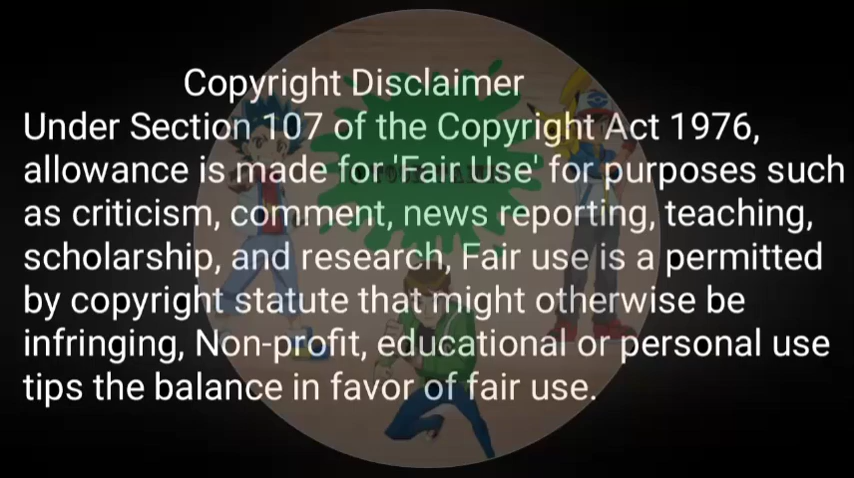 Copyright Disclaimer
Under Section 107 of the Copyright Act 1976,
allowance is made for 'Fair Use' for purposes such
as criticism, comment, news reporting, teaching,
scholarship, and research, Fair use is a permitted
by copyright statute that might otherwise be
infringing, Non-profit, educational or personal use
tips the balance in favor of fair use.